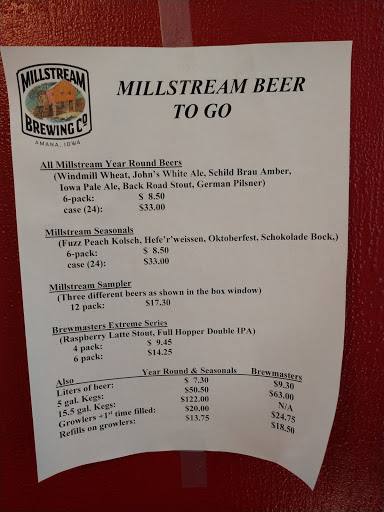 MILLSTREAM
BREWING CO
AMANA, IOWA
MILLSTREAM BEER
TO GO
All Millstream Year Round Beers
(Windmill Wheat, John's White Ale, Schild Brau Amber,
Iowa Pale Ale, Back Road Stout, German Pilsner)
6-pack: $ 8.50
case (24): $33.00
Millstream Seasonals
(Fuzz Peach Kolsch, Hefe'r'weissen, Oktoberfest, Schokolade Bock,)
6-pack: $ 8.50
case (24): $33.00
Millstream Sampler
(Three different beers as shown in the box window)
12 pack: $17.30
Brewmasters Extreme Series
(Raspberry Latte Stout, Full Hopper Double IPA)
4 pack: $ 9.45
6 pack: $14.25
Also Year Round & Seasonals Brewmasters
Liters of beer: $ 7.30 $9.30
5 gal. Kegs: $50.50 $63.00
15.5 gal. Kegs: $122.00 N/A
Growlers +1st time filled: $20.00 $24.75
Refills on growlers: $13.75 $18.50